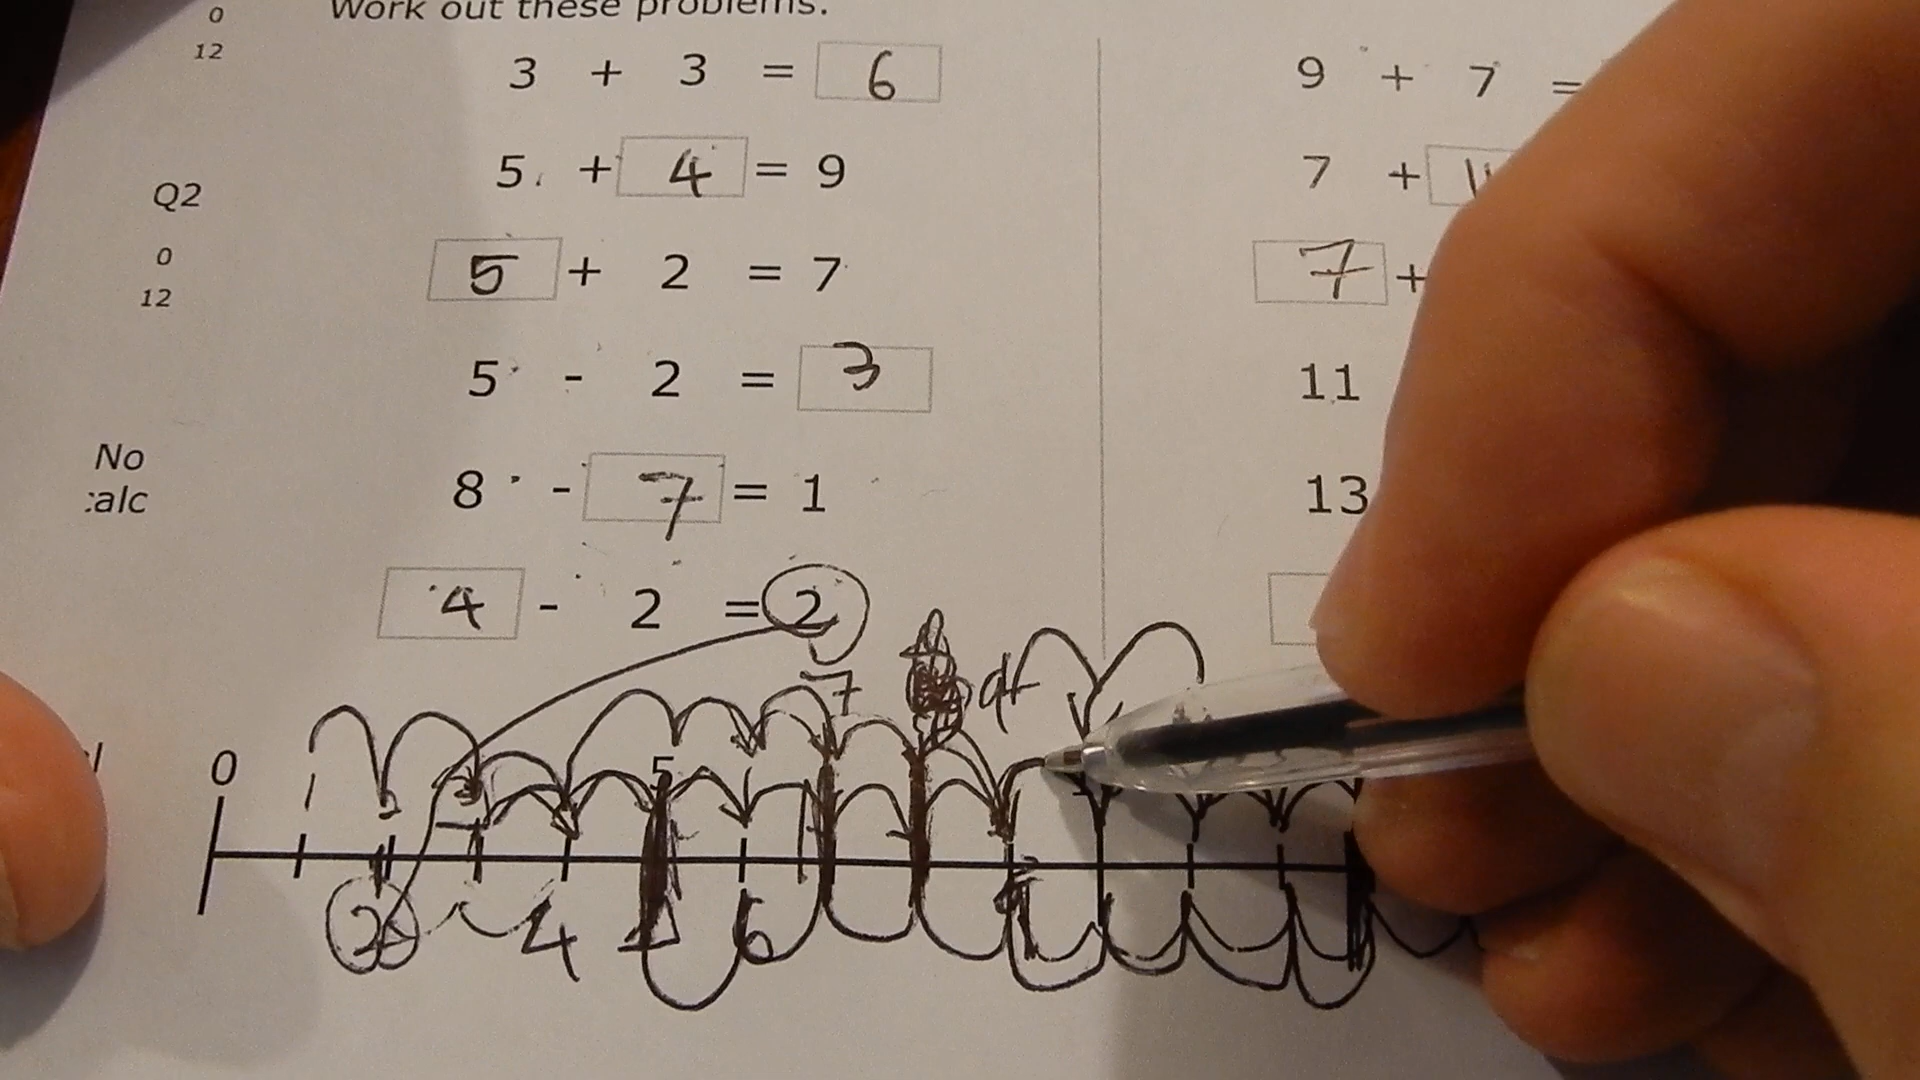 0
12
Work out these problems.
3 + 3 = 6
5 + 4 = 9
5 + 2 = 7
5 - 2 = 3
8 - 7 = 1
4 - 2 = 2
9 + 7 =
7 +
7 +
11
13
Q2
0
12
No
calc
7
0
5
2
4
6